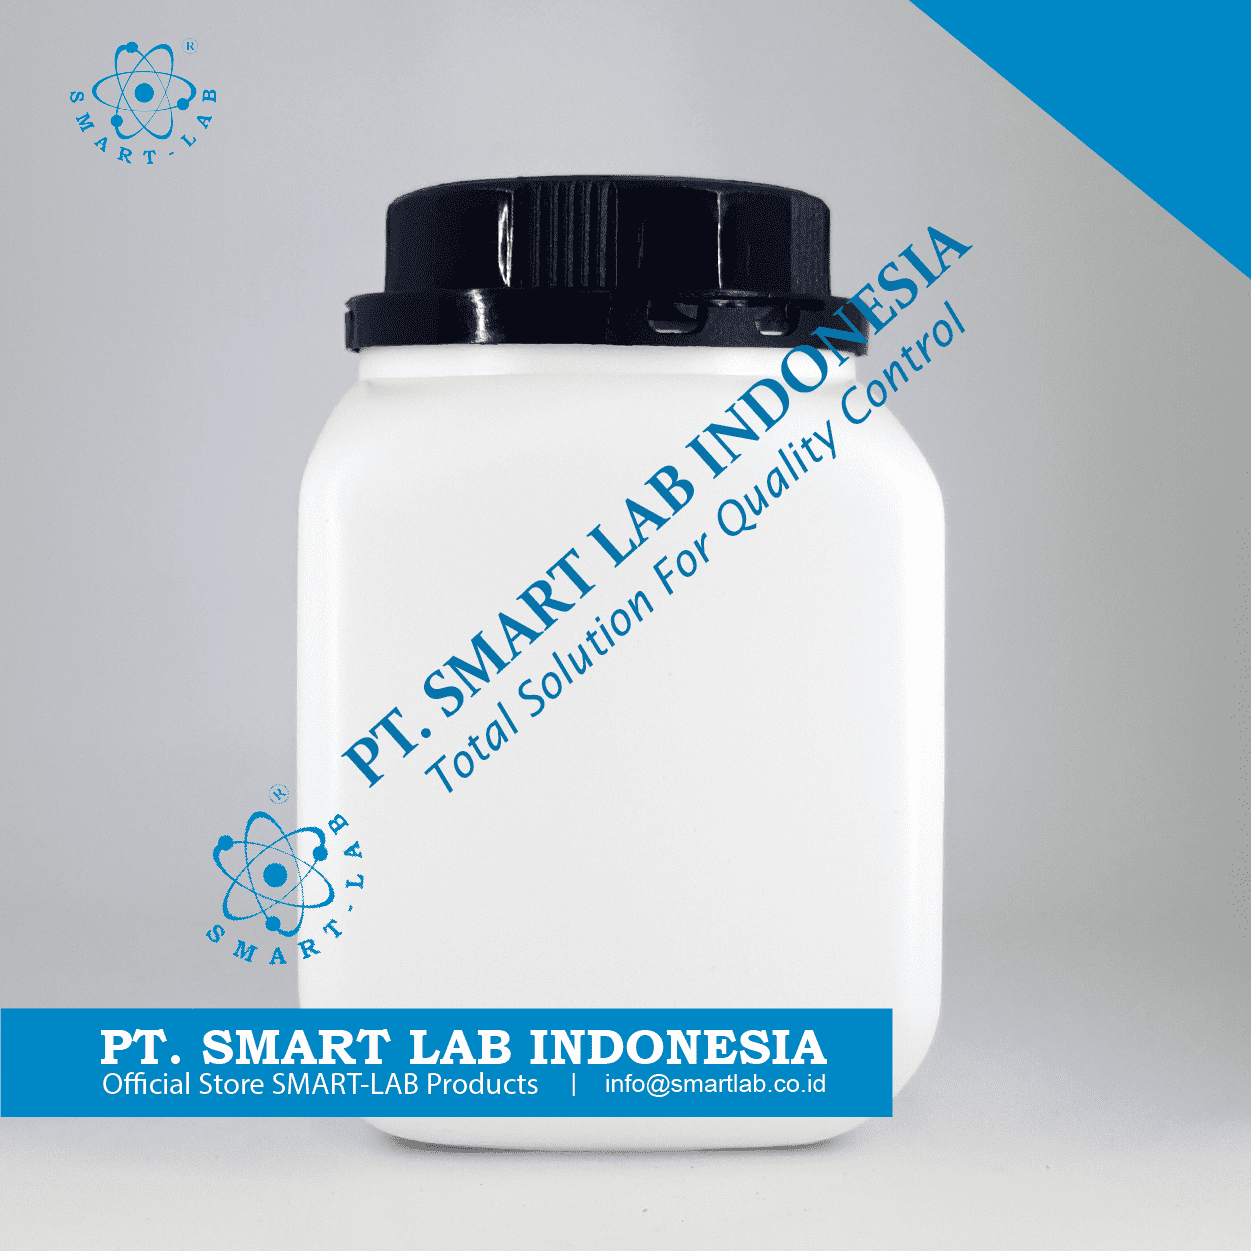 ®
SMART-LAB
PT. SMART LAB INDONESIA
Total Solution For Quality Control
®
SMART-LAB
PT. SMART LAB INDONESIA
Official Store SMART-LAB Products | info@smartlab.co.id